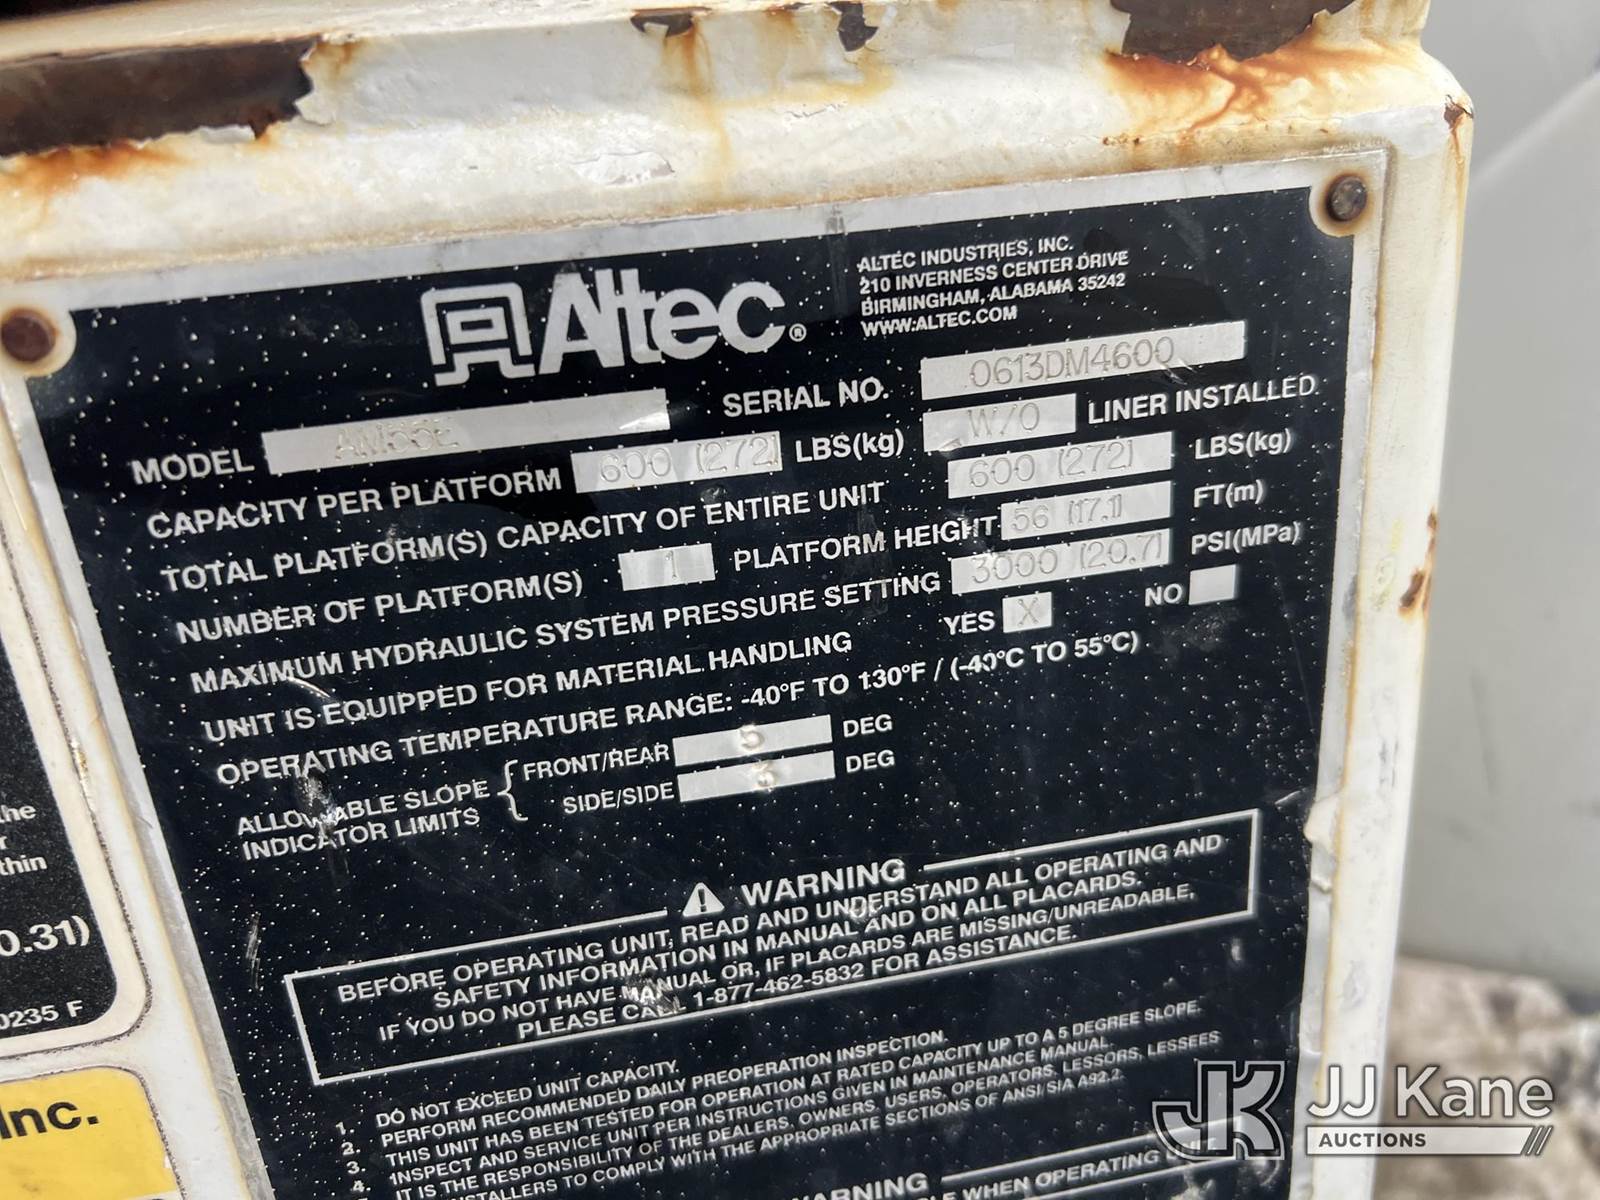 Altec®
ALTEC INDUSTRIES, INC.
210 INVERNESS CENTER DRIVE
BIRMINGHAM, ALABAMA 35242
WWW.ALTEC.COM
MODEL AM55E SERIAL NO. 0613DM4600
CAPACITY PER PLATFORM 600 (272) LBS(kg) W/O LINER INSTALLED
TOTAL PLATFORM(S) CAPACITY OF ENTIRE UNIT 600 (272) LBS(kg)
NUMBER OF PLATFORM(S) 1 PLATFORM HEIGHT 56 (17.1) FT(m)
MAXIMUM HYDRAULIC SYSTEM PRESSURE SETTING 3000 (20.7) PSI(MPa)
UNIT IS EQUIPPED FOR MATERIAL HANDLING YES X NO
OPERATING TEMPERATURE RANGE: -40°F TO 130°F / (-40°C TO 55°C)
ALLOWABLE SLOPE INDICATOR LIMITS
FRONT/REAR 5 DEG
SIDE/SIDE 5 DEG
WARNING
BEFORE OPERATING UNIT, READ AND UNDERSTAND ALL OPERATING AND
SAFETY INFORMATION IN MANUAL AND ON ALL PLACARDS.
IF YOU DO NOT HAVE MANUAL OR, IF PLACARDS ARE MISSING/UNREADABLE,
PLEASE CALL 1-877-462-5832 FOR ASSISTANCE.
1. DO NOT EXCEED UNIT CAPACITY.
2. PERFORM RECOMMENDED DAILY PREOPERATION INSPECTION.
3. THIS UNIT HAS BEEN TESTED FOR OPERATION AT RATED CAPACITY UP TO A 5 DEGREE SLOPE.
4. INSPECT AND SERVICE UNIT PER INSTRUCTIONS GIVEN IN MAINTENANCE MANUAL.
IT IS THE RESPONSIBILITY OF THE DEALERS, OWNERS, USERS, OPERATORS, LESSORS, LESSEES
TO COMPLY WITH THE APPROPRIATE SECTIONS OF ANSI/SIA A92.2.
WHEN OPERATING
the
thin
0.31)
0235 F
Inc.
JK JJ Kane
AUCTIONS